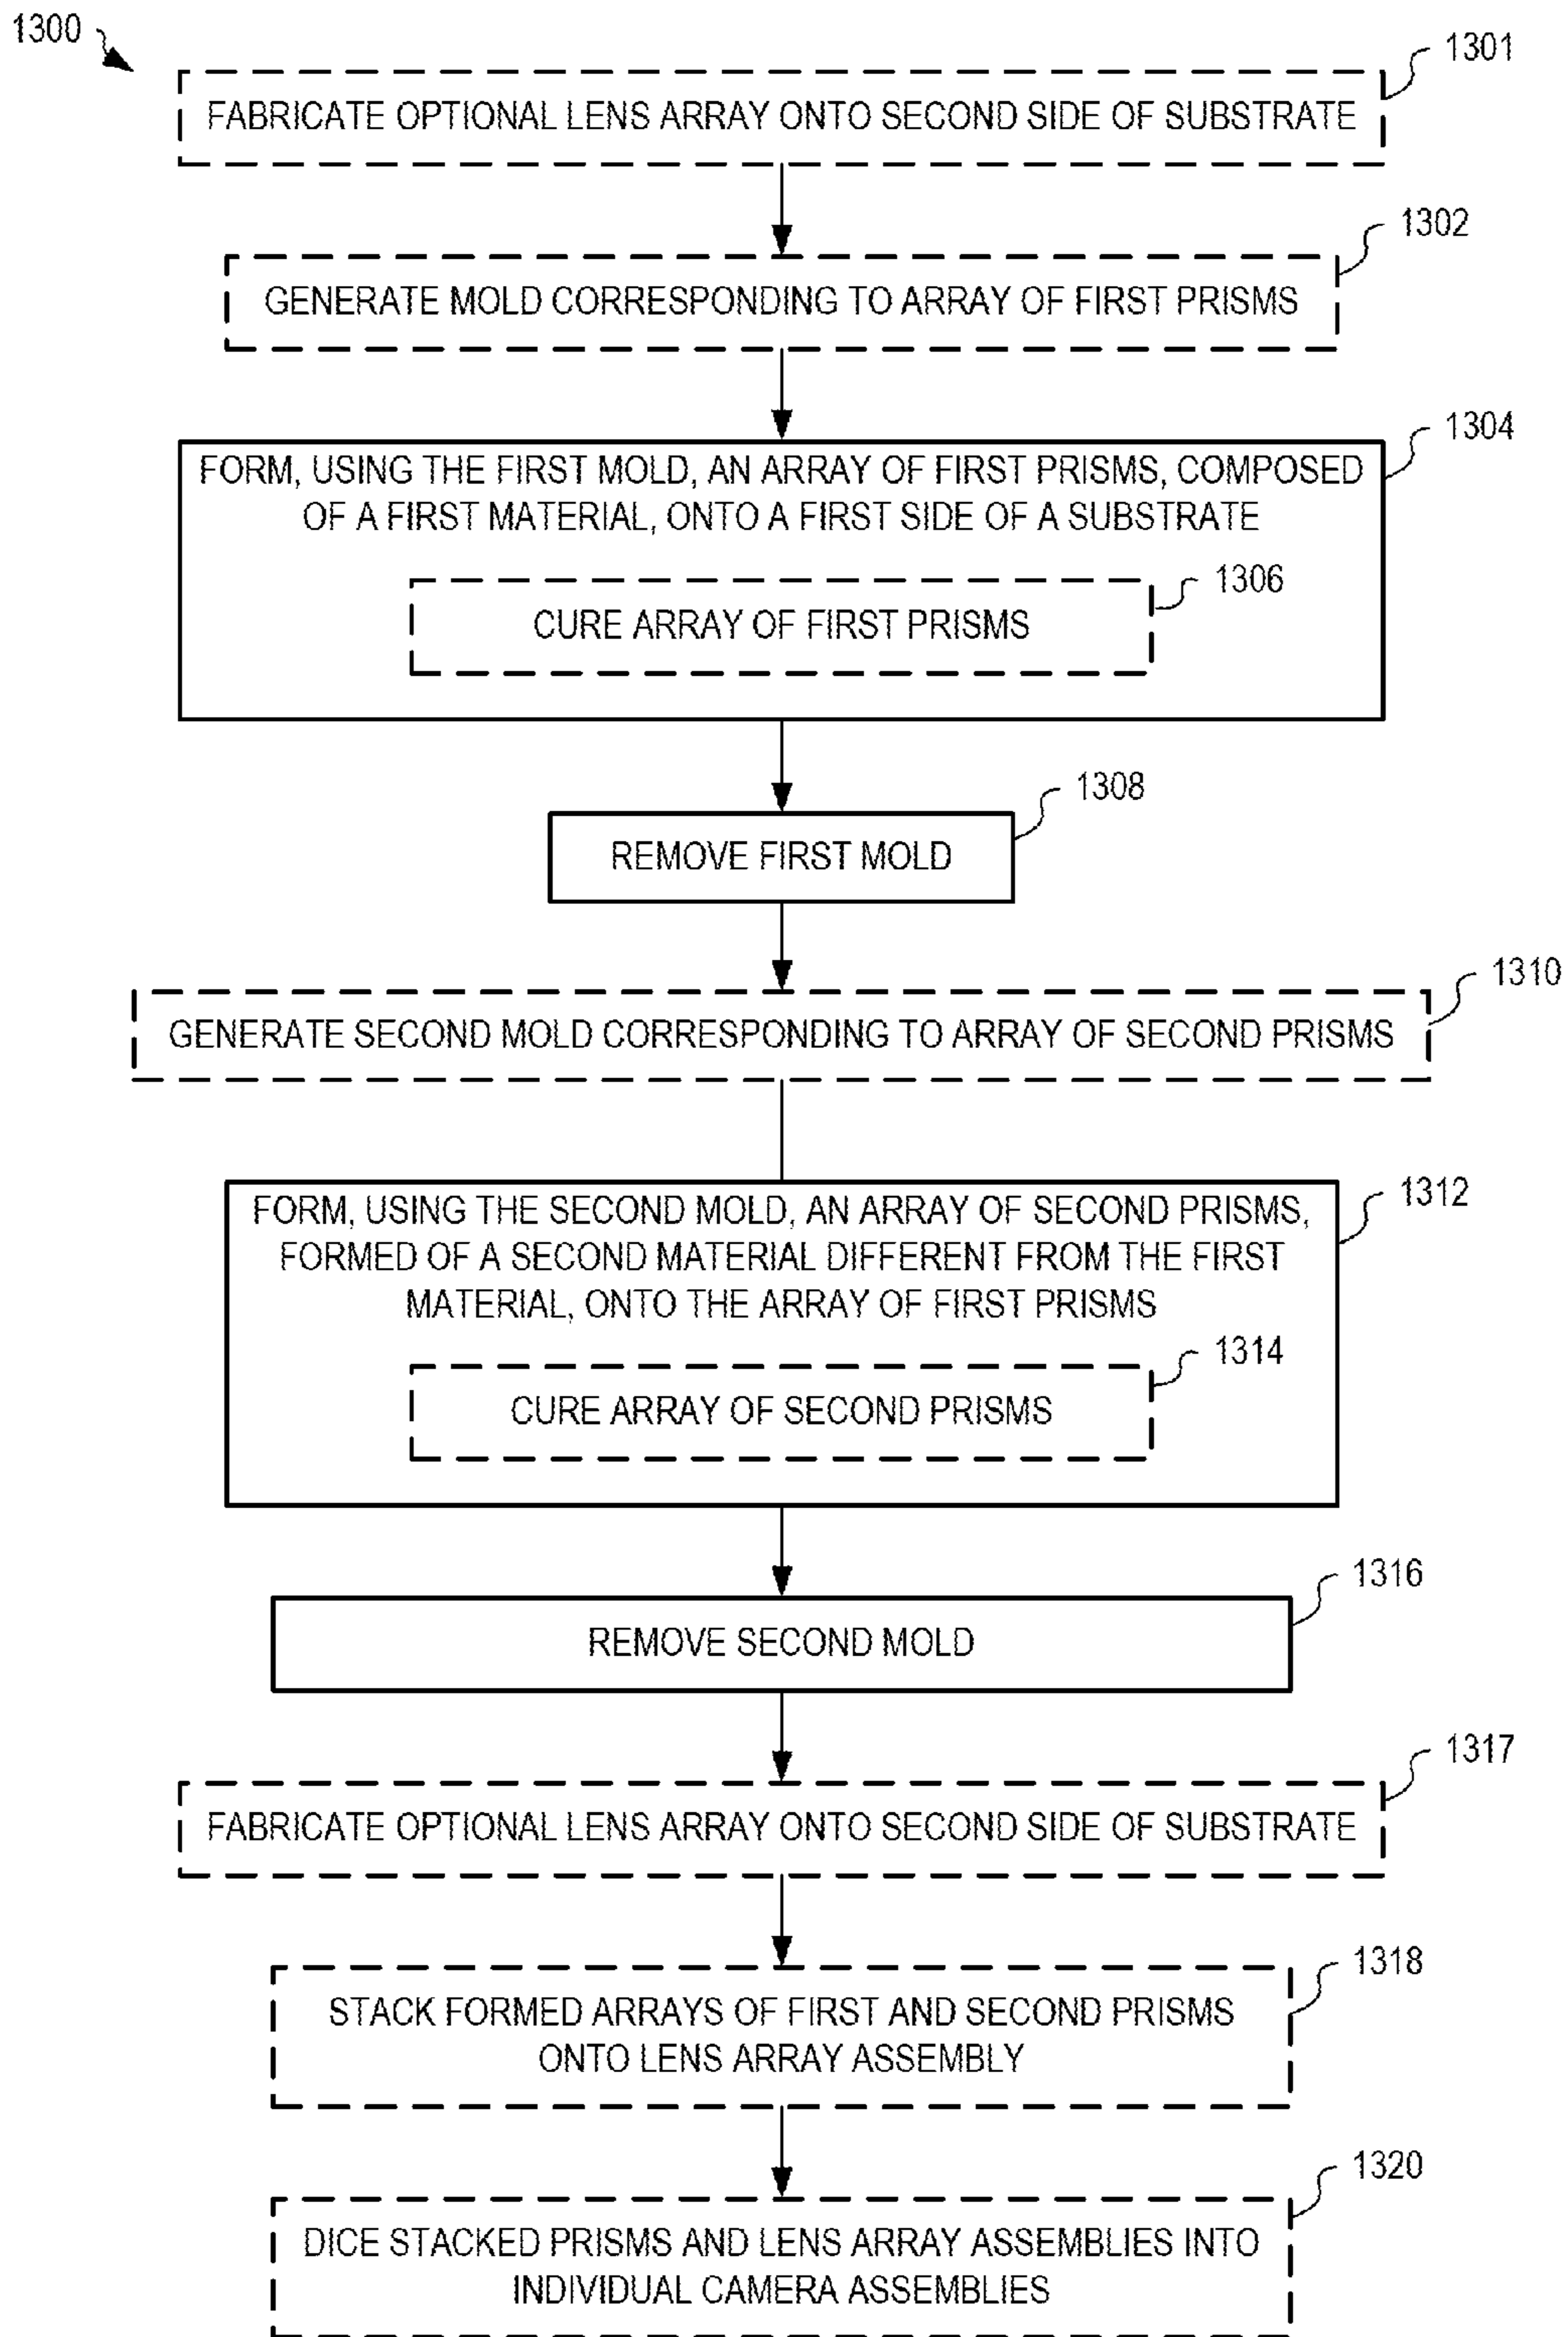 1300
1301
FABRICATE OPTIONAL LENS ARRAY ONTO SECOND SIDE OF SUBSTRATE
1302
GENERATE MOLD CORRESPONDING TO ARRAY OF FIRST PRISMS
1304
FORM, USING THE FIRST MOLD, AN ARRAY OF FIRST PRISMS, COMPOSED
OF A FIRST MATERIAL, ONTO A FIRST SIDE OF A SUBSTRATE
1306
CURE ARRAY OF FIRST PRISMS
1308
REMOVE FIRST MOLD
1310
GENERATE SECOND MOLD CORRESPONDING TO ARRAY OF SECOND PRISMS
1312
FORM, USING THE SECOND MOLD, AN ARRAY OF SECOND PRISMS,
FORMED OF A SECOND MATERIAL DIFFERENT FROM THE FIRST
MATERIAL, ONTO THE ARRAY OF FIRST PRISMS
1314
CURE ARRAY OF SECOND PRISMS
1316
REMOVE SECOND MOLD
1317
FABRICATE OPTIONAL LENS ARRAY ONTO SECOND SIDE OF SUBSTRATE
1318
STACK FORMED ARRAYS OF FIRST AND SECOND PRISMS
ONTO LENS ARRAY ASSEMBLY
1320
DICE STACKED PRISMS AND LENS ARRAY ASSEMBLIES INTO
INDIVIDUAL CAMERA ASSEMBLIES